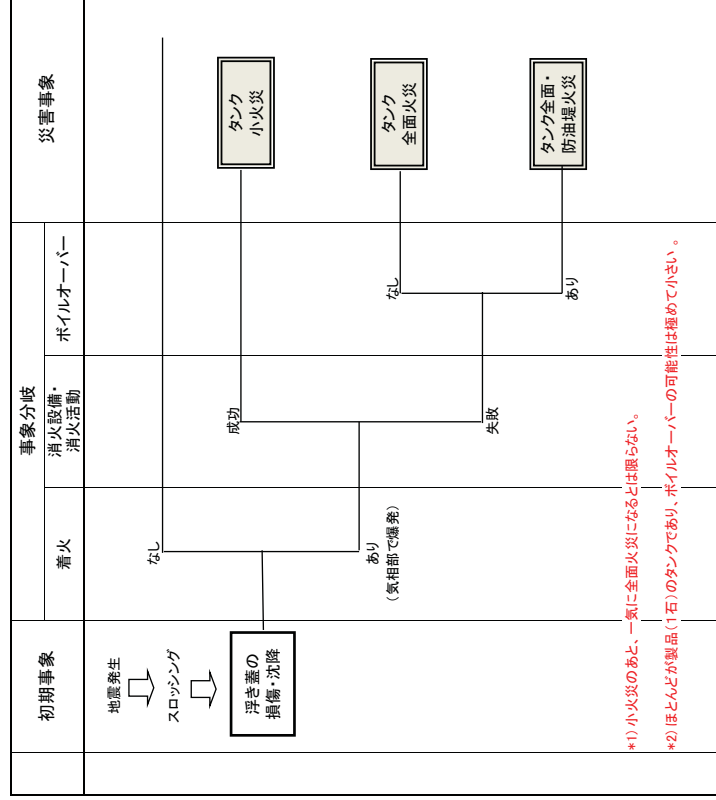 初期事象
事象分岐
災害事象
着火
消火設備・
消火活動
ボイルオーバー
地震発生
スロッシング
浮き蓋の
損傷・沈降
なし
あり
（気相部で爆発）
成功
失敗
なし
あり
タンク
小火災
タンク
全面火災
タンク全面・
防油堤火災
*1）小火災のあと、一気に全面火災になるとは限らない。
*2）ほとんどが製品（1石）のタンクであり、ボイルオーバーの可能性は極めて小さい。